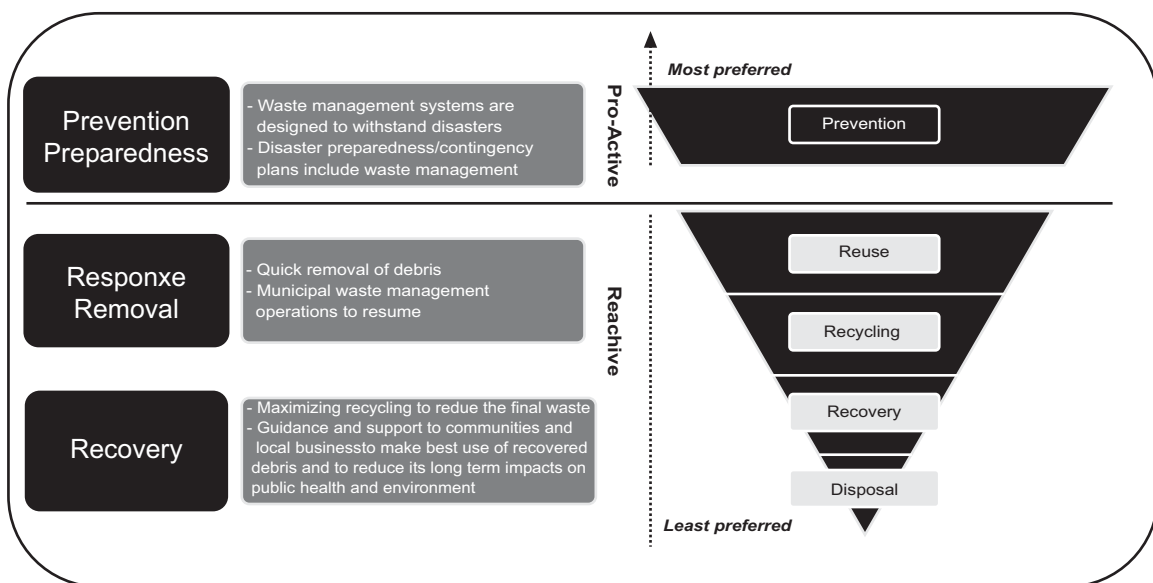 Prevention
Preparedness
- Waste management systems are
designed to withstand disasters
- Disaster preparedness/contingency
plans include waste management
Pro-Active
Most preferred
Prevention
Responxe
Removal
- Quick removal of debris
- Municipal waste management
operations to resume
Reachive
Reuse
Recycling
Recovery
- Maximizing recycling to redue the final waste
- Guidance and support to communities and
local businessto make best use of recovered
debris and to reduce its long term impacts on
public health and environment
Recovery
Disposal
Least preferred